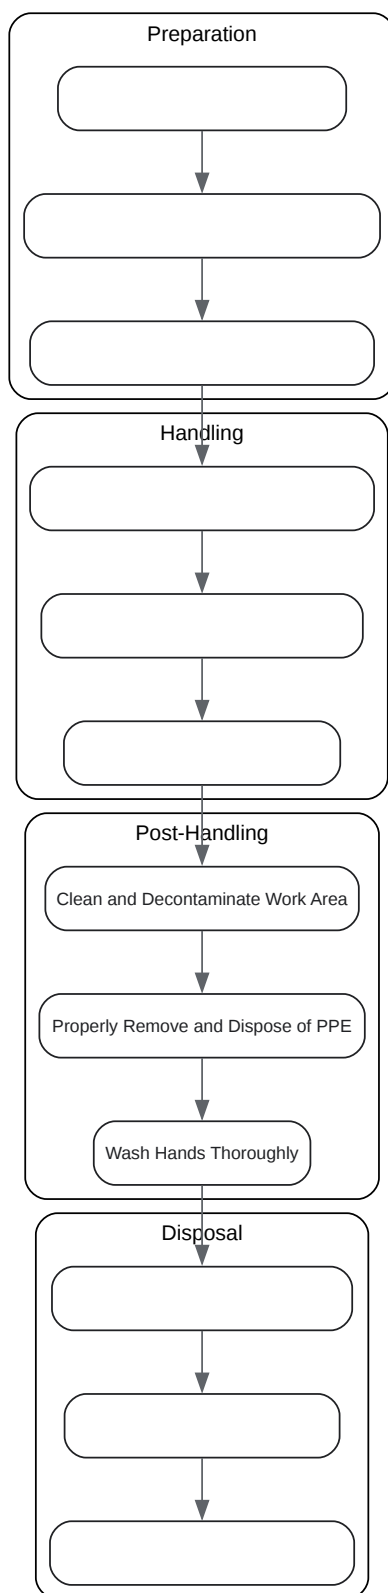 Preparation
Handling
Post-Handling
Clean and Decontaminate Work Area
Properly Remove and Dispose of PPE
Wash Hands Thoroughly
Disposal